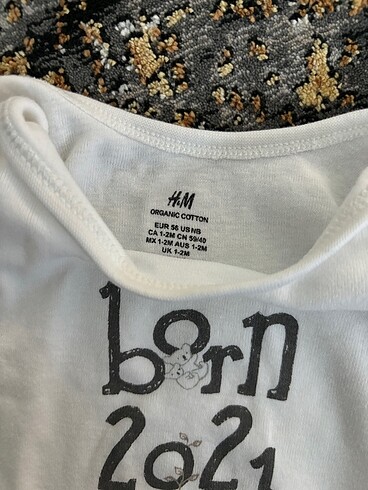 H&M
ORGANIC COTTON
EUR 56 US NB
CA 1-2M CN 59/40
MX 1-2M AUS 1-2M
UK 1-2M
born
2021